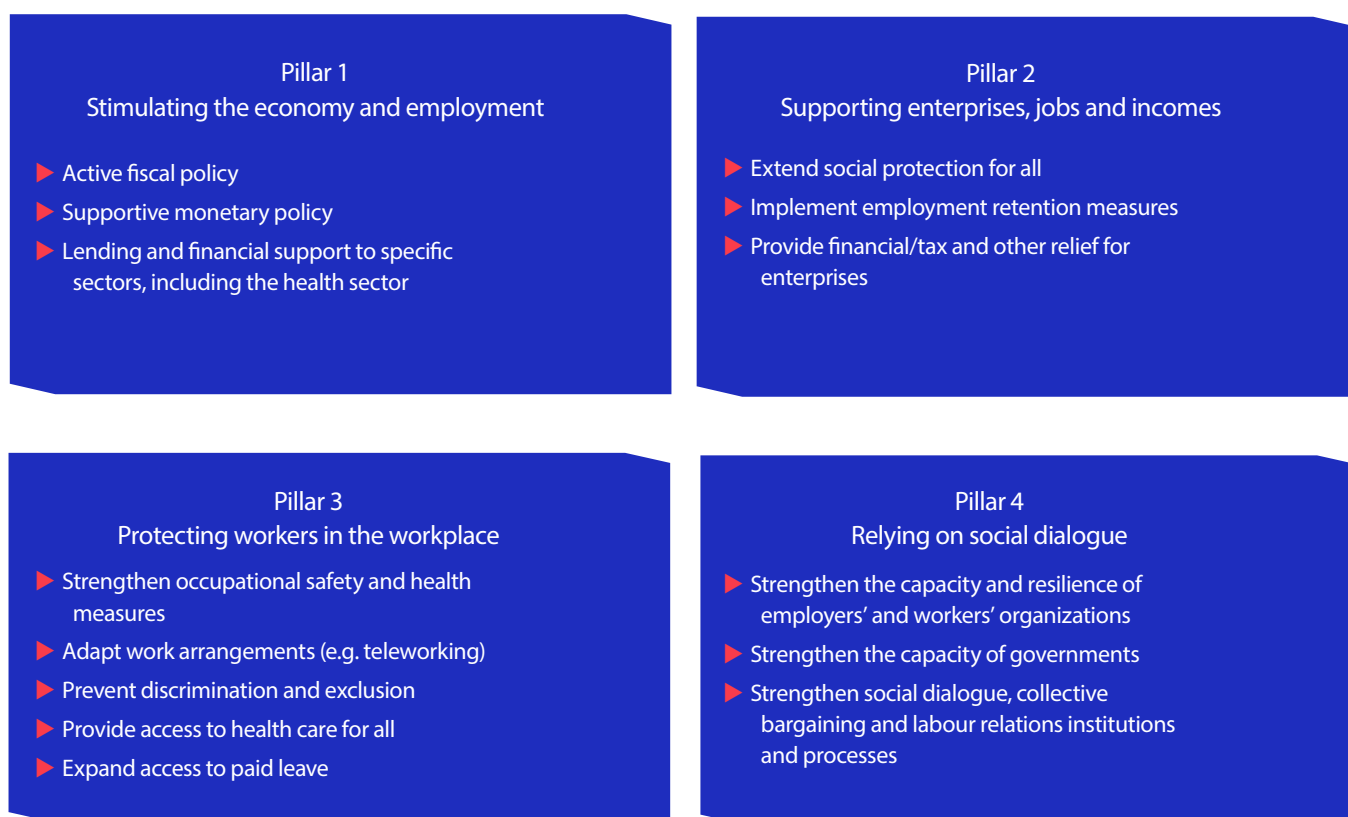 Pillar 1
Stimulating the economy and employment
Active fiscal policy
Supportive monetary policy
Lending and financial support to specific
sectors, including the health sector
Pillar 2
Supporting enterprises, jobs and incomes
Extend social protection for all
Implement employment retention measures
Provide financial/tax and other relief for
enterprises
Pillar 3
Protecting workers in the workplace
Strengthen occupational safety and health
measures
Adapt work arrangements (e.g. teleworking)
Prevent discrimination and exclusion
Provide access to health care for all
Expand access to paid leave
Pillar 4
Relying on social dialogue
Strengthen the capacity and resilience of
employers’ and workers’ organizations
Strengthen the capacity of governments
Strengthen social dialogue, collective
bargaining and labour relations institutions
and processes